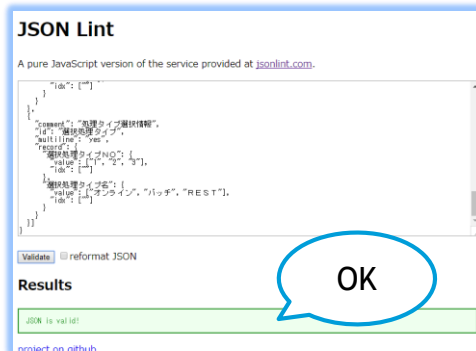 JSON Lint
A pure JavaScript version of the service provided at jsonlint.com.
"idx": [""]
}
}
},
{
"comment": "処理タイプ選択情報",
"id": "選択処理タイプ",
"multiline": "yes",
"record": {
"選択処理タイプNO": {
"value": ["1", "2", "3"],
"idx": [""]
},
"選択処理タイプ名": {
"value": ["オンライン", "バッチ", "REST"],
"idx": [""]
}
}
}]
}
Validate reformat JSON
OK
Results
JSON is valid!
project on github